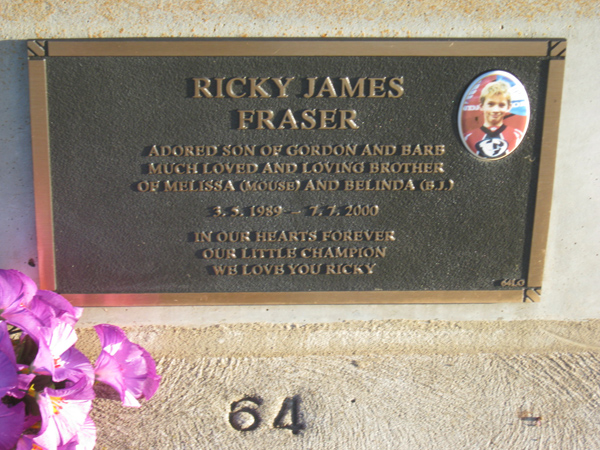 RICKY JAMES
FRASER
ADORED SON OF GORDON AND BARB
MUCH LOVED AND LOVING BROTHER
OF MELISSA (MOUSE) AND BELINDA (B.J.)
3. 5. 1989 – 7. 7. 2000
IN OUR HEARTS FOREVER
OUR LITTLE CHAMPION
WE LOVE YOU RICKY
64LO
64